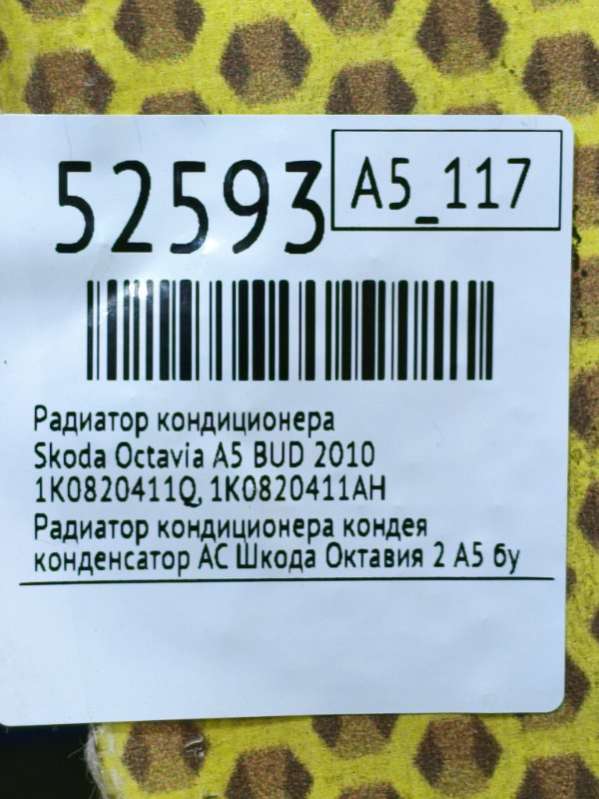 52593
A5_117
Радиатор кондиционера
Skoda Octavia A5 BUD 2010
1K0820411Q, 1K0820411AH
Радиатор кондиционера кондея
конденсатор АС Шкода Октавия 2 А5 бу